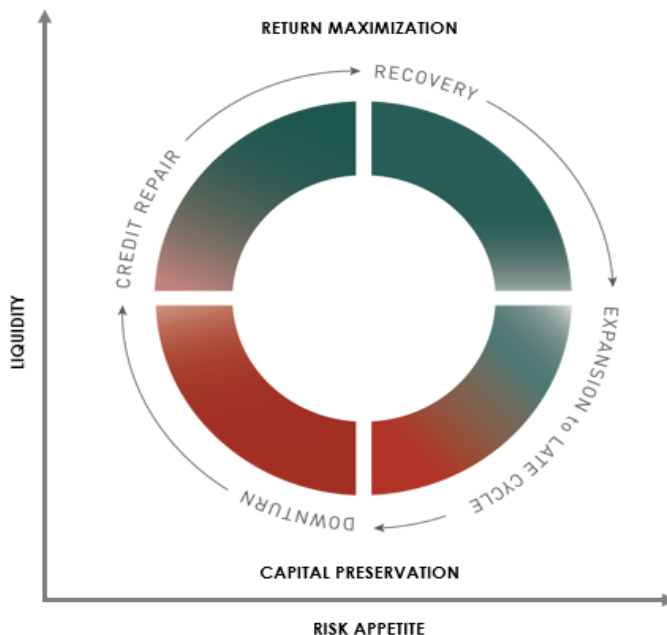 RETURN MAXIMIZATION
RECOVERY
CREDIT REPAIR
LIQUIDITY
EXPANSION to LATE CYCLE
DOWNTURN
CAPITAL PRESERVATION
RISK APPETITE